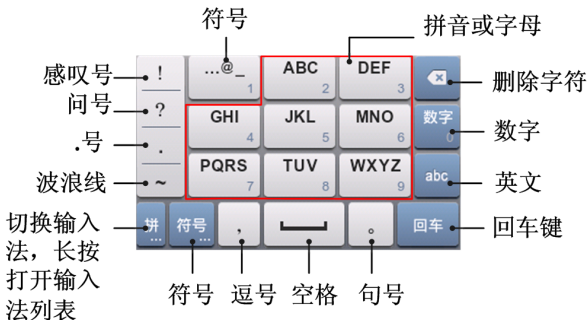 符号
拼音或字母
感叹号
问号
.号
波浪线
切换输入
法，长按
打开输入
法列表
! …@_ 1 ABC 2 DEF 3
? GHI 4 JKL 5 MNO 6 数字 0
. PQRS 7 TUV 8 WXYZ 9 abc
~
拼… 符号… ， 。 回车
删除字符
数字
英文
回车键
符号 逗号 空格 句号